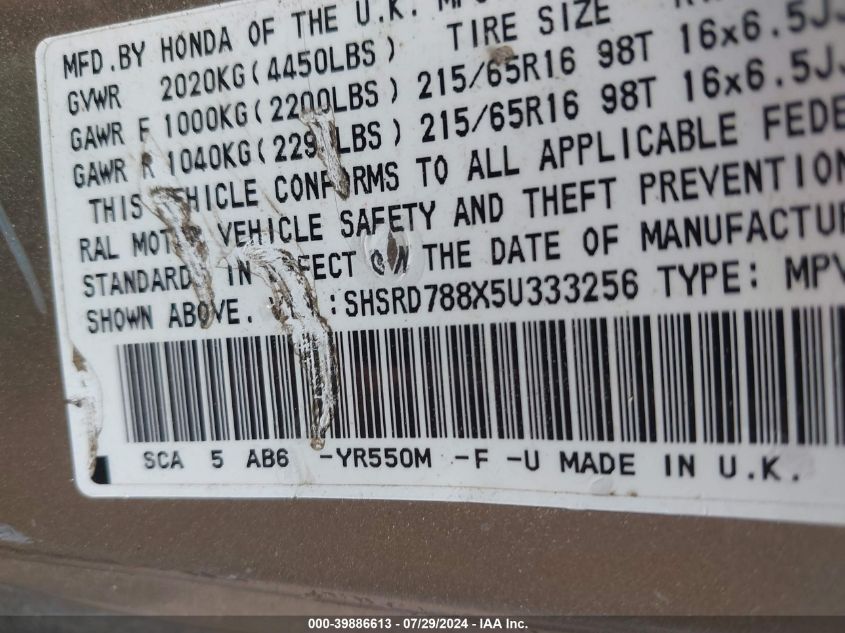 MFD.BY HONDA OF THE U.K.
GVWR 2020KG(4450LBS) TIRE SIZE
GAWR F 1000KG(2200LBS) 215/65R16 98T 16x6.5J
GAWR R 1040KG(229 LBS) 215/65R16 98T 16x6.5J
THIS VEHICLE CONFORMS TO ALL APPLICABLE FEDE
RAL MOTOR VEHICLE SAFETY AND THEFT PREVENTION
STANDARDS IN EFFECT ON THE DATE OF MANUFACTU
SHOWN ABOVE. :SHSRD788X5U333256 TYPE: MPV
SCA 5 AB6 -YR550M -F -U MADE IN U.K.
000-39886613 / 07/29/2024 - IAA Inc.